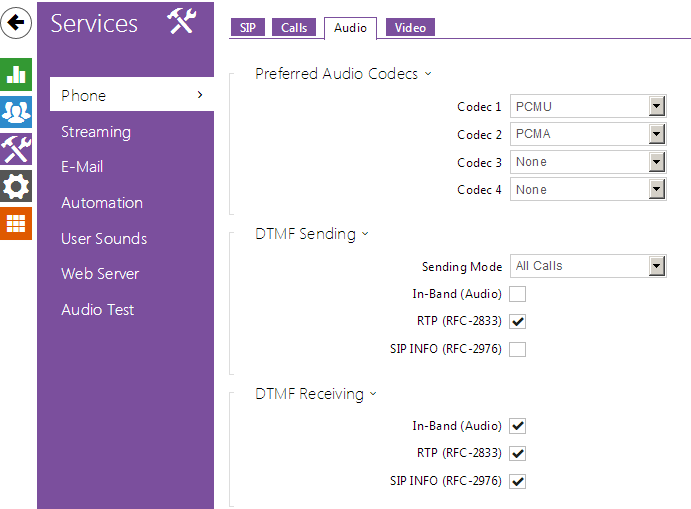 Services
Phone
Streaming
E-Mail
Automation
User Sounds
Web Server
Audio Test
SIP Calls Audio Video
Preferred Audio Codecs
Codec 1 PCMU
Codec 2 PCMA
Codec 3 None
Codec 4 None
DTMF Sending
Sending Mode All Calls
In-Band (Audio)
RTP (RFC-2833)
SIP INFO (RFC-2976)
DTMF Receiving
In-Band (Audio)
RTP (RFC-2833)
SIP INFO (RFC-2976)